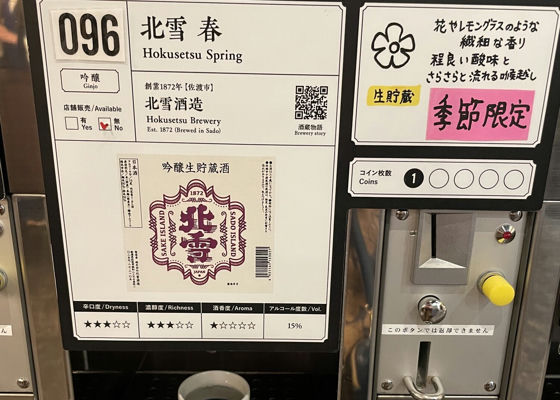 096
吟醸
Ginjo
店舗販売/Available
有
Yes
無
No
北雪 春
Hokusetsu Spring
創業1872年【佐渡市】
北雪酒造
Hokusetsu Brewery
Est. 1872 (Brewed in Sado)
酒蔵物語
Brewery story
日本酒
吟醸生貯蔵酒
1872
北雪
SAKE ISLAND
SADO ISLAND
JAPAN
辛口度/Dryness
濃醇度/Richness
酒香度/Aroma
アルコール度数/Vol.
★★★☆☆
★★★☆☆
★☆☆☆☆
15%
花やレモングラスのような
繊細な香り
程良い酸味と
さらさらと流れる喉越し
生貯蔵
季節限定
コイン枚数
Coins
1
このボタンでは返却できません
ん